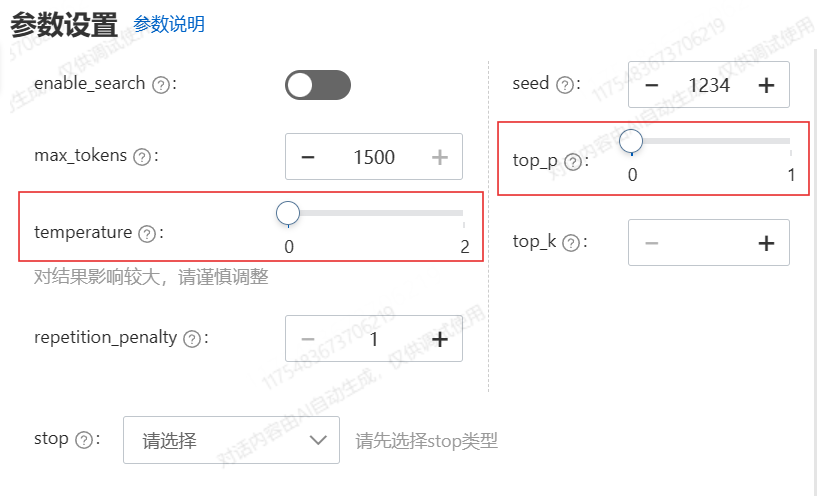 参数设置 参数说明
enable_search ?:
max_tokens ?: − 1500 +
temperature ?:
0 2
对结果影响较大，请谨慎调整
repetition_penalty ?: − 1 +
seed ?: − 1234 +
top_p ?:
0 1
top_k ?: − +
stop ?: 请选择 请先选择stop类型
1175483673706219
对话内容由AI自动生成，仅供调试使用